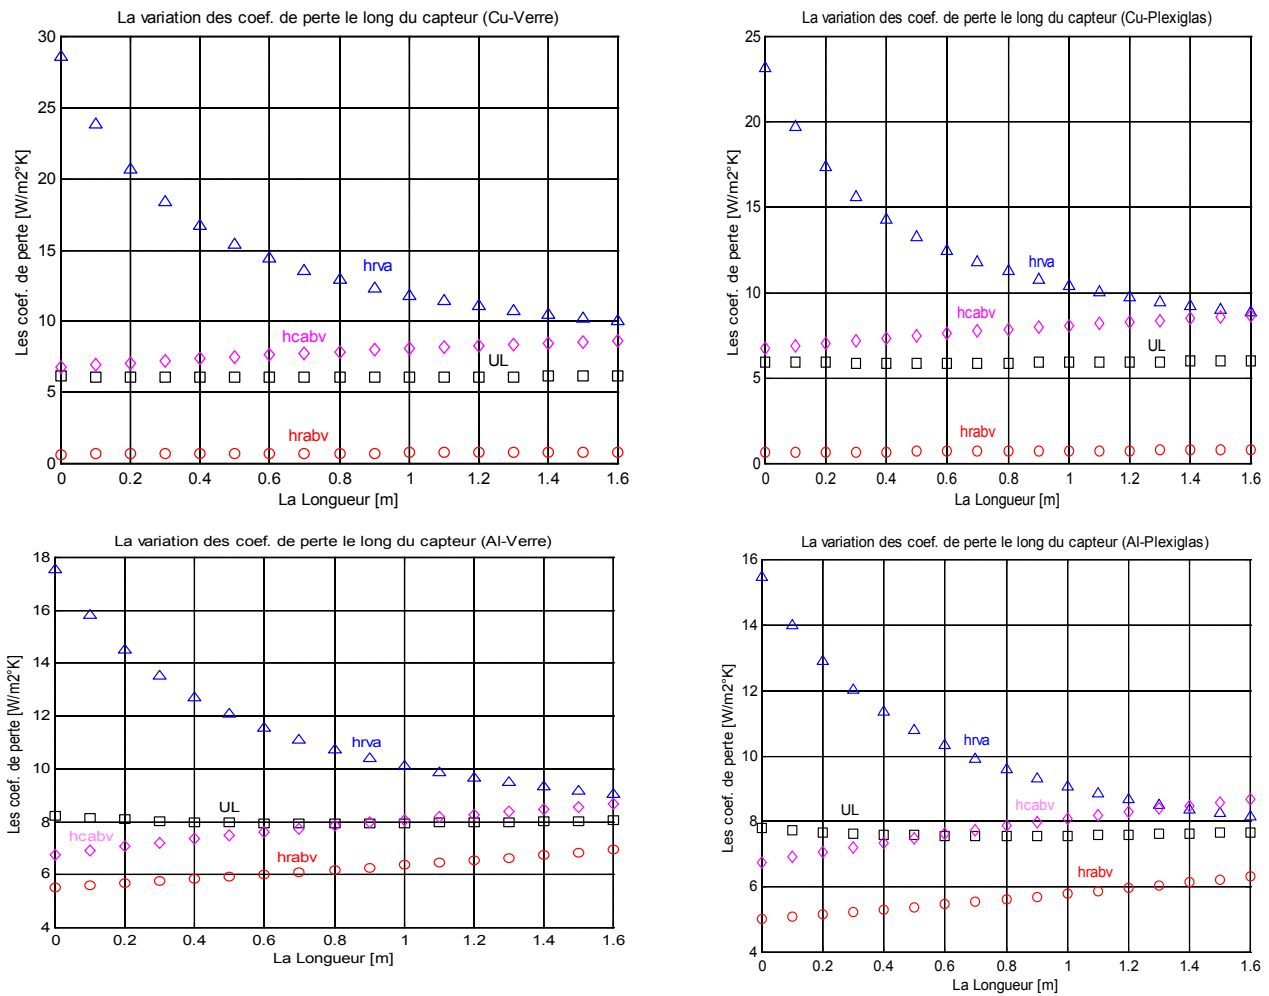 La variation des coef. de perte le long du capteur (Cu-Verre)
Les coef. de perte [W/m2°K]
30
25
20
15
10
5
0
hrva
hcabv
UL
hrabv
0 0.2 0.4 0.6 0.8 1 1.2 1.4 1.6
La Longueur [m]
La variation des coef. de perte le long du capteur (Cu-Plexiglas)
Les coef. de perte [W/m2°K]
25
20
15
10
5
0
hrva
hcabv
UL
hrabv
0 0.2 0.4 0.6 0.8 1 1.2 1.4 1.6
La Longueur [m]
La variation des coef. de perte le long du capteur (Al-Verre)
Les coef. de perte [W/m2°K]
18
16
14
12
10
8
6
4
hrva
UL
hcabv
hrabv
0 0.2 0.4 0.6 0.8 1 1.2 1.4 1.6
La Longueur [m]
La variation des coef. de perte le long du capteur (Al-Plexiglas)
Les coef. de perte [W/m2°K]
16
14
12
10
8
6
4
hrva
hcabv
UL
hrabv
0 0.2 0.4 0.6 0.8 1 1.2 1.4 1.6
La Longueur [m]